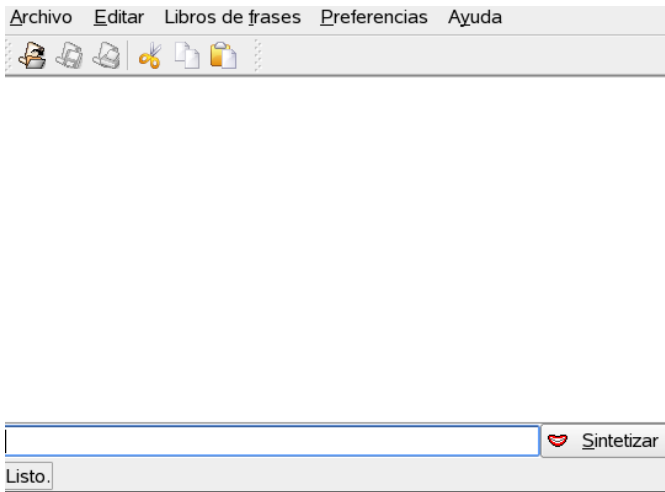 Archivo Editar Libros de frases Preferencias Ayuda
Sintetizar
Listo.